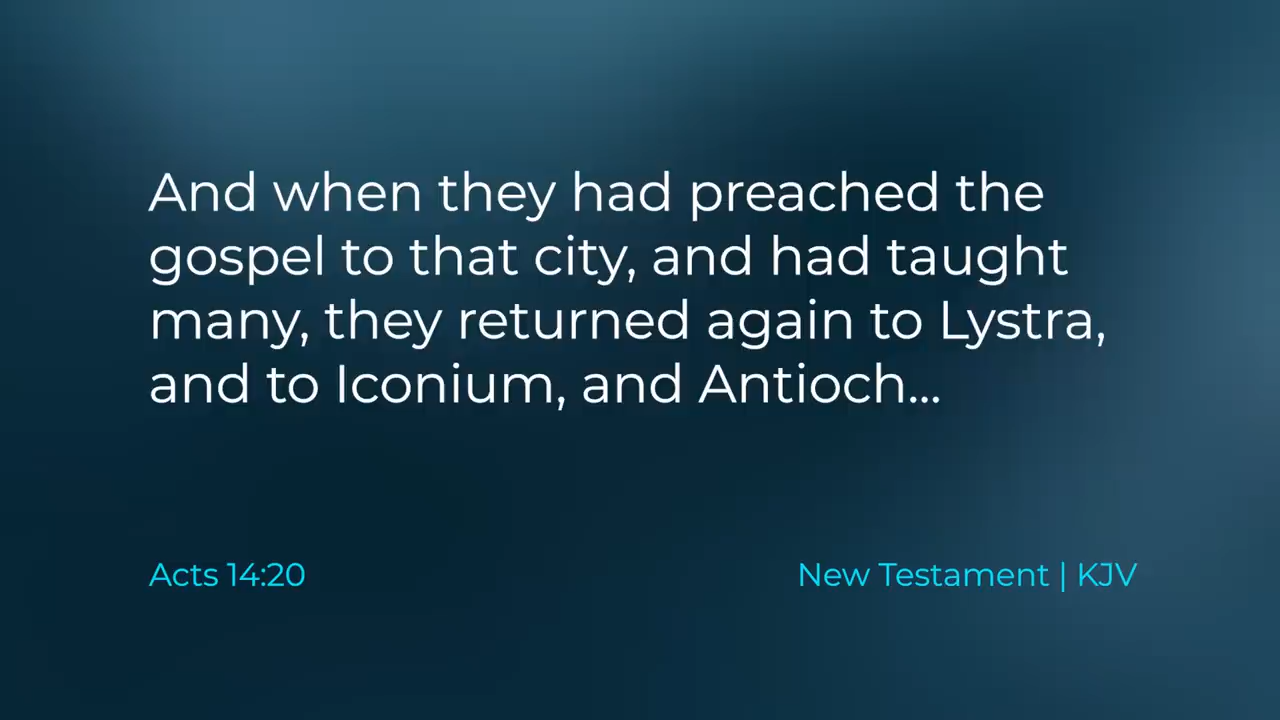 And when they had preached the
gospel to that city, and had taught
many, they returned again to Lystra,
and to Iconium, and Antioch...
Acts 14:20
New Testament | KJV